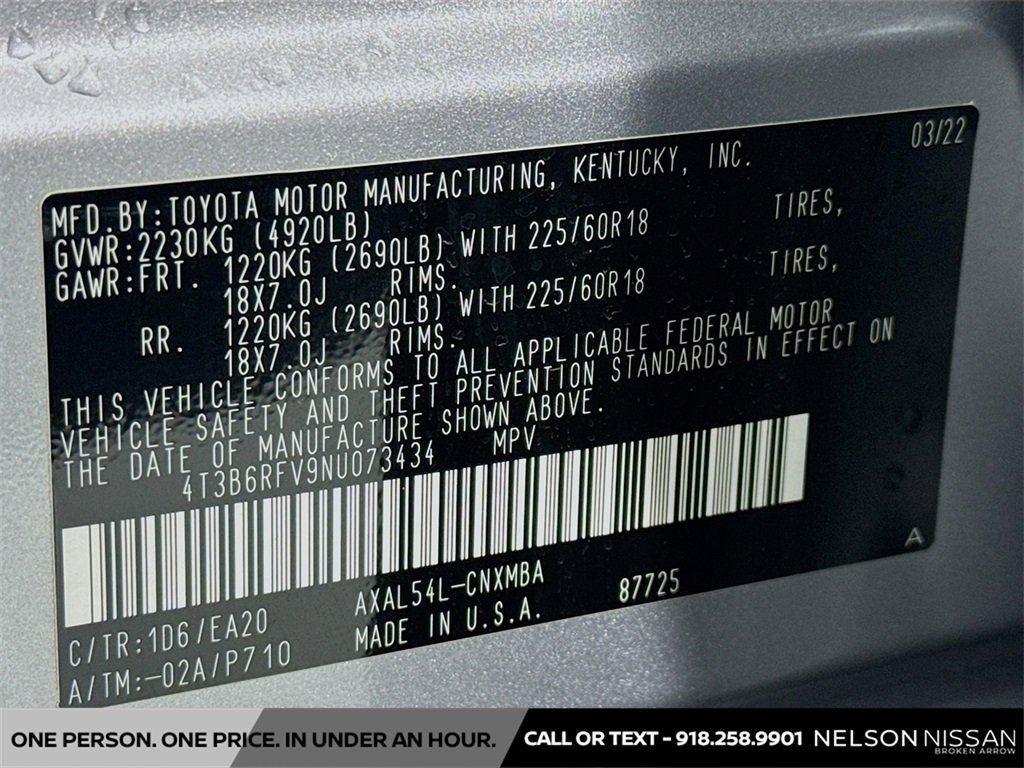 03/22
MFD. BY: TOYOTA MOTOR MANUFACTURING, KENTUCKY, INC.
GVWR: 2230KG (4920LB)
GAWR: FRT. 1220KG (2690LB) WITH 225/60R18 TIRES,
18X7.0J RIMS.
RR. 1220KG (2690LB) WITH 225/60R18 TIRES,
18X7.0J RIMS.
THIS VEHICLE CONFORMS TO ALL APPLICABLE FEDERAL MOTOR
VEHICLE SAFETY AND THEFT PREVENTION STANDARDS IN EFFECT ON
THE DATE OF MANUFACTURE SHOWN ABOVE.
4T3B6RFV9NU073434 MPV
A
C/TR: 1D6/EA20 AXAL54L-CNXMBA 87725
A/TM:-02A/P710 MADE IN U.S.A.
ONE PERSON. ONE PRICE. IN UNDER AN HOUR. CALL OR TEXT - 918.258.9901 NELSON NISSAN
BROKEN ARROW